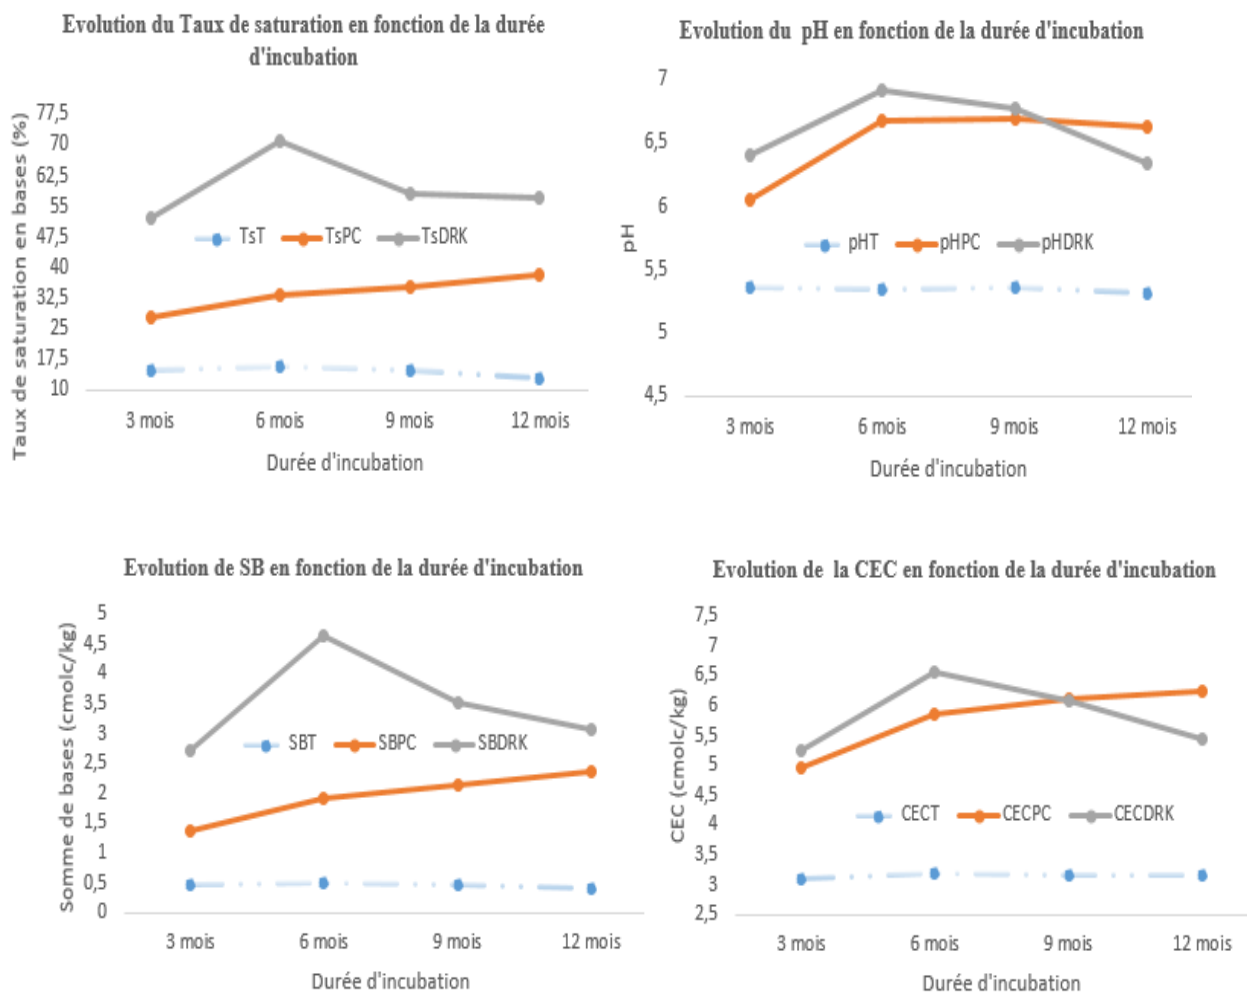 Evolution du Taux de saturation en fonction de la durée
d'incubation
Taux de saturation en bases (%)
77,5
70
62,5
55
47,5
40
32,5
25
17,5
10
TsT TsPC TsDRK
3 mois 6 mois 9 mois 12 mois
Durée d'incubation
Evolution du pH en fonction de la durée d'incubation
pH
7
6,5
6
5,5
5
4,5
pHT pHPC pHDRK
3 mois 6 mois 9 mois 12 mois
Durée d'incubation
Evolution de SB en fonction de la durée d'incubation
Somme de bases (cmolc/kg)
5
4,5
4
3,5
3
2,5
2
1,5
1
0,5
0
SBT SBPC SBDRK
3 mois 6 mois 9 mois 12 mois
Durée d'incubation
Evolution de la CEC en fonction de la durée d'incubation
CEC (cmolc/kg)
7,5
7
6,5
6
5,5
5
4,5
4
3,5
3
2,5
CECT CECPC CECDRK
3 mois 6 mois 9 mois 12 mois
Durée d'incubation